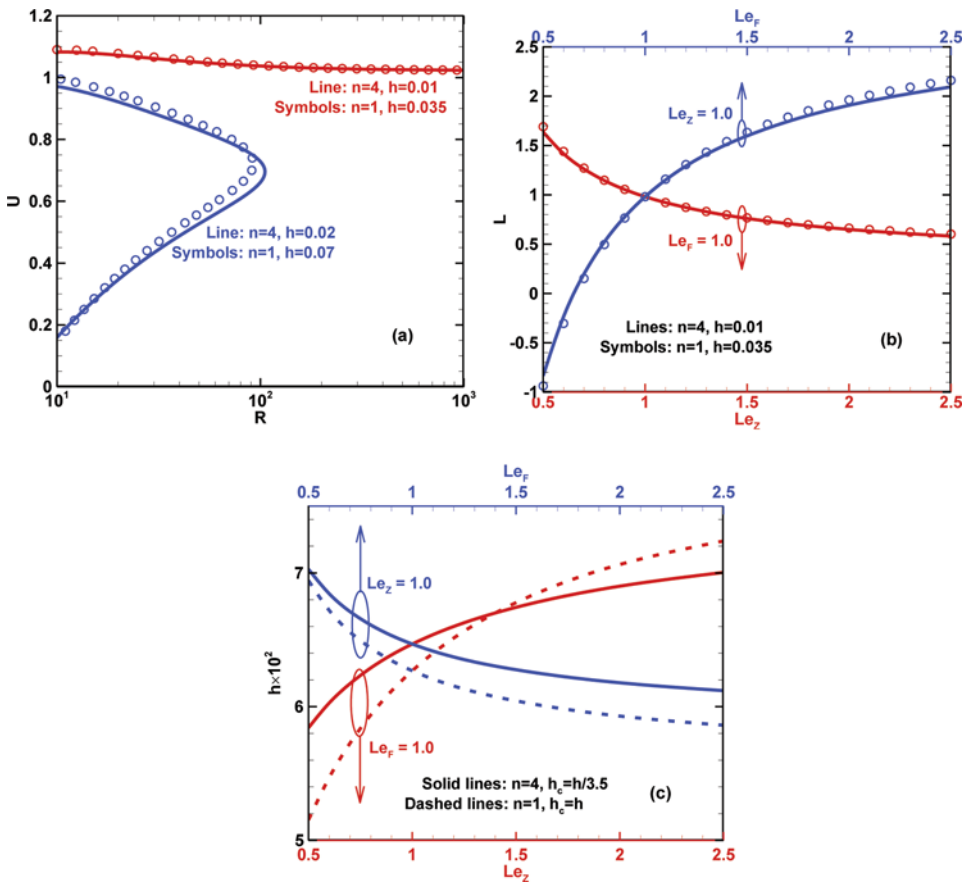 1.2
1
0.8
0.6
0.4
0.2
0
U
Line: n=4, h=0.01
Symbols: n=1, h=0.035
Line: n=4, h=0.02
Symbols: n=1, h=0.07
(a)
10^1
10^2
10^3
R
Le_F
0.5
1
1.5
2
2.5
2.5
2
1.5
1
0.5
0
-0.5
-1
L
Le_Z = 1.0
Le_F = 1.0
Lines: n=4, h=0.01
Symbols: n=1, h=0.035
(b)
0.5
1
1.5
2
2.5
Le_Z
Le_F
0.5
1
1.5
2
2.5
7
6
5
h×10^2
Le_Z = 1.0
Le_F = 1.0
Solid lines: n=4, h_c=h/3.5
Dashed lines: n=1, h_c=h
(c)
0.5
1
1.5
2
2.5
Le_Z